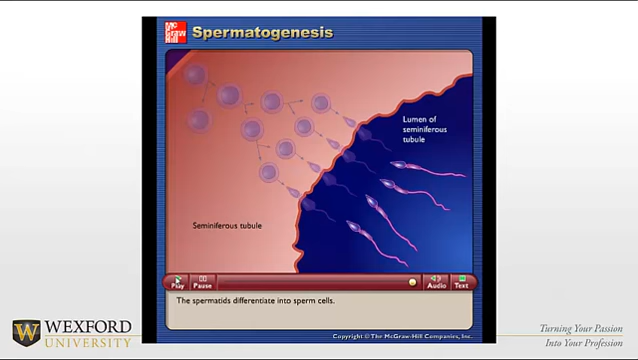 Mc
Graw
Hill
Spermatogenesis
Lumen of
seminiferous
tubule
Seminiferous tubule
Play
Pause
Audio
Text
The spermatids differentiate into sperm cells.
Copyright © The McGraw-Hill Companies, Inc.
WEXFORD
UNIVERSITY
Turning Your Passion
Into Your Profession